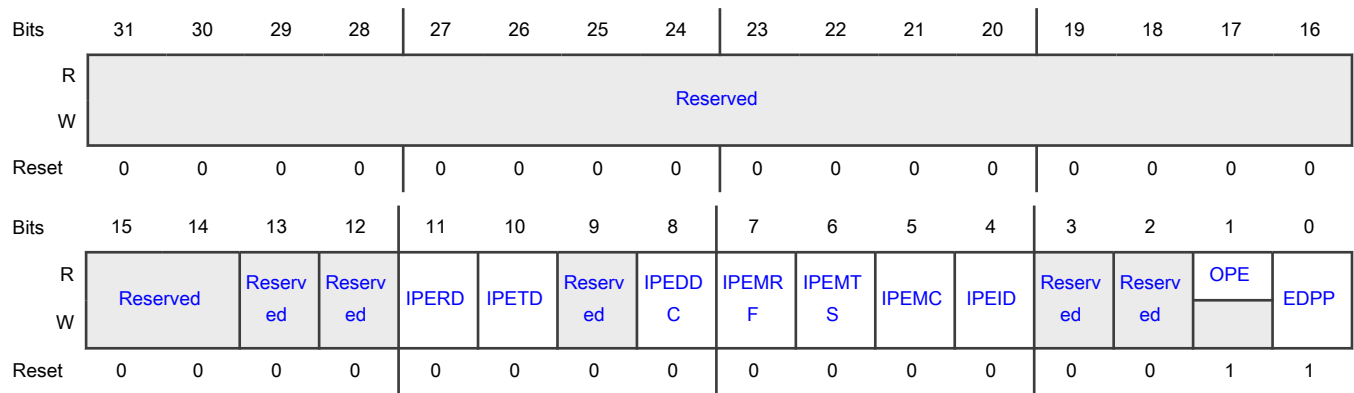 Bits 31 30 29 28 27 26 25 24 23 22 21 20 19 18 17 16
R
Reserved
W
Reset 0 0 0 0 0 0 0 0 0 0 0 0 0 0 0 0
Bits 15 14 13 12 11 10 9 8 7 6 5 4 3 2 1 0
R Reserved Reserv Reserv IPERD IPETD Reserv IPEDD IPEMR IPEMT IPEMC IPEID Reserv Reserv OPE EDPP
W ed ed ed C F S ed ed
Reset 0 0 0 0 0 0 0 0 0 0 0 0 0 0 1 1